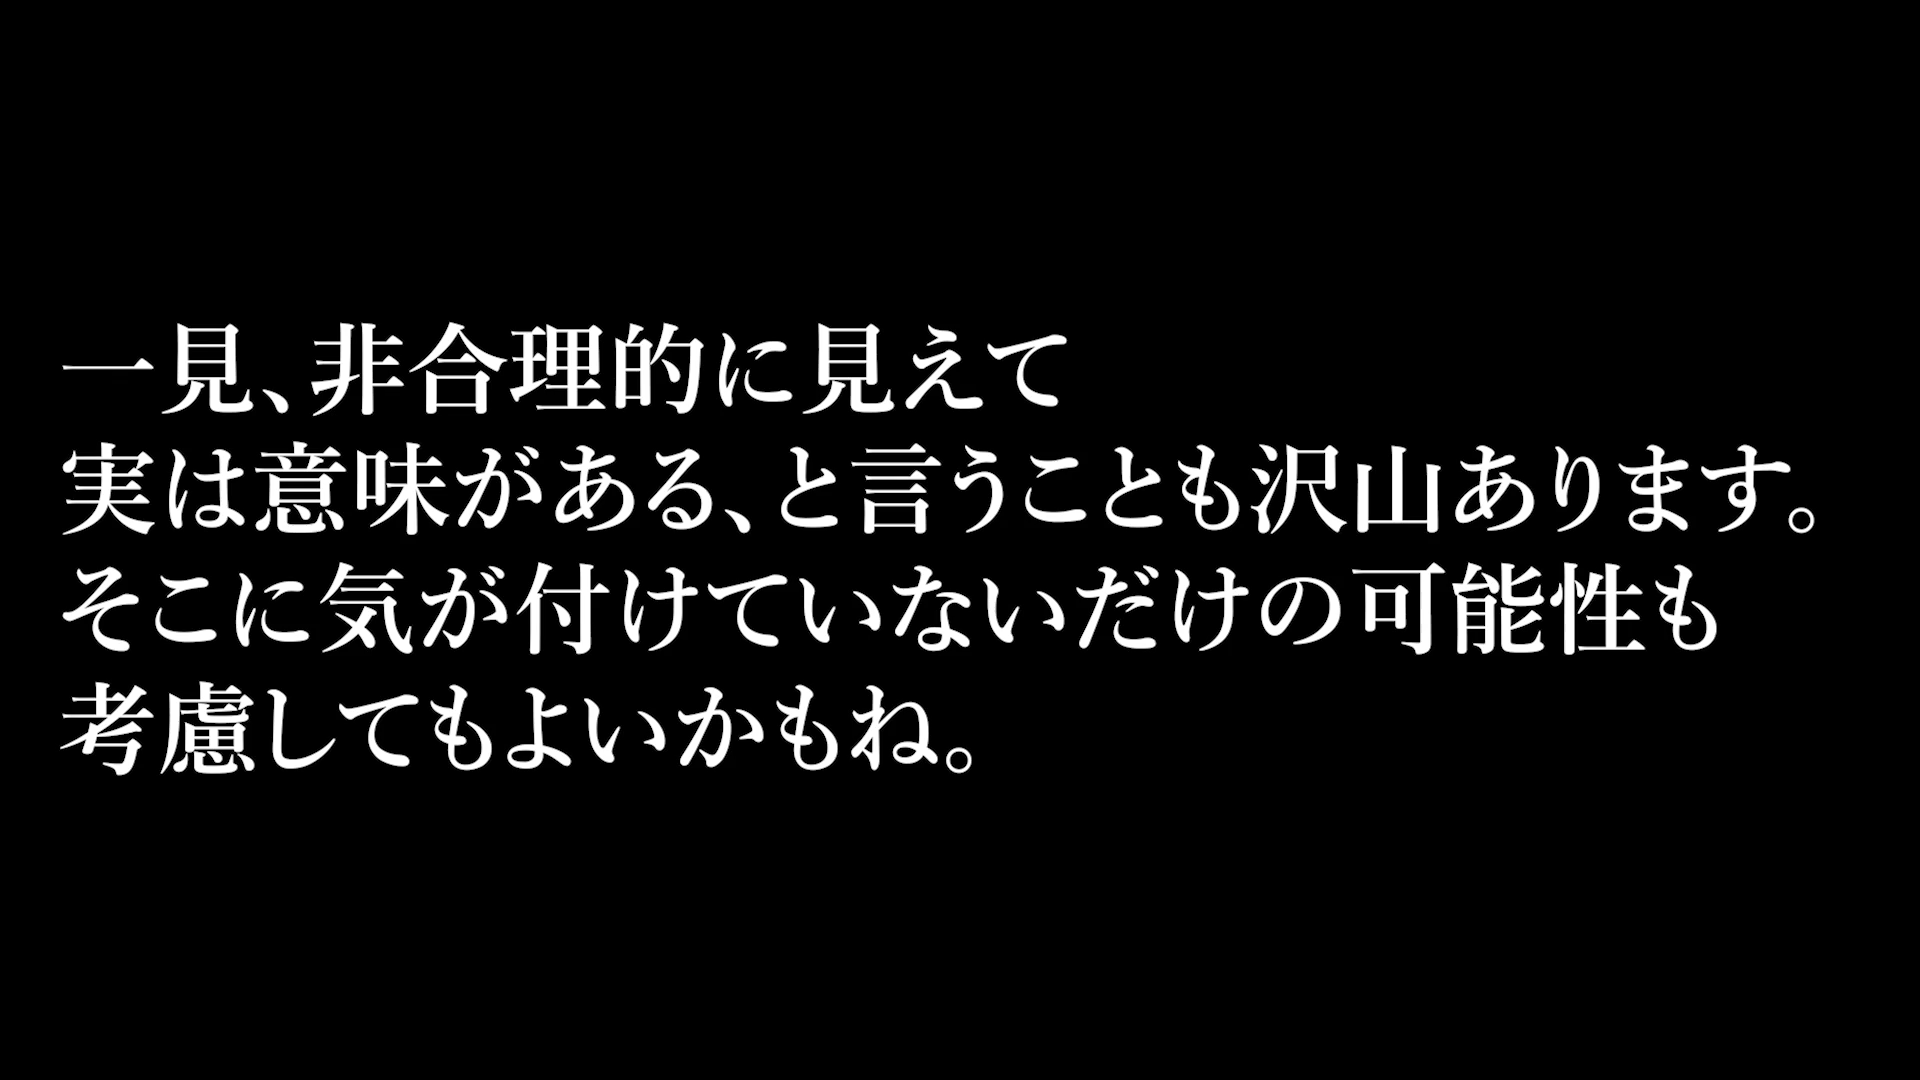 一見、非合理的に見えて
実は意味がある、と言うことも沢山あります。
そこに気が付けていないだけの可能性も
考慮してもよいかもね。